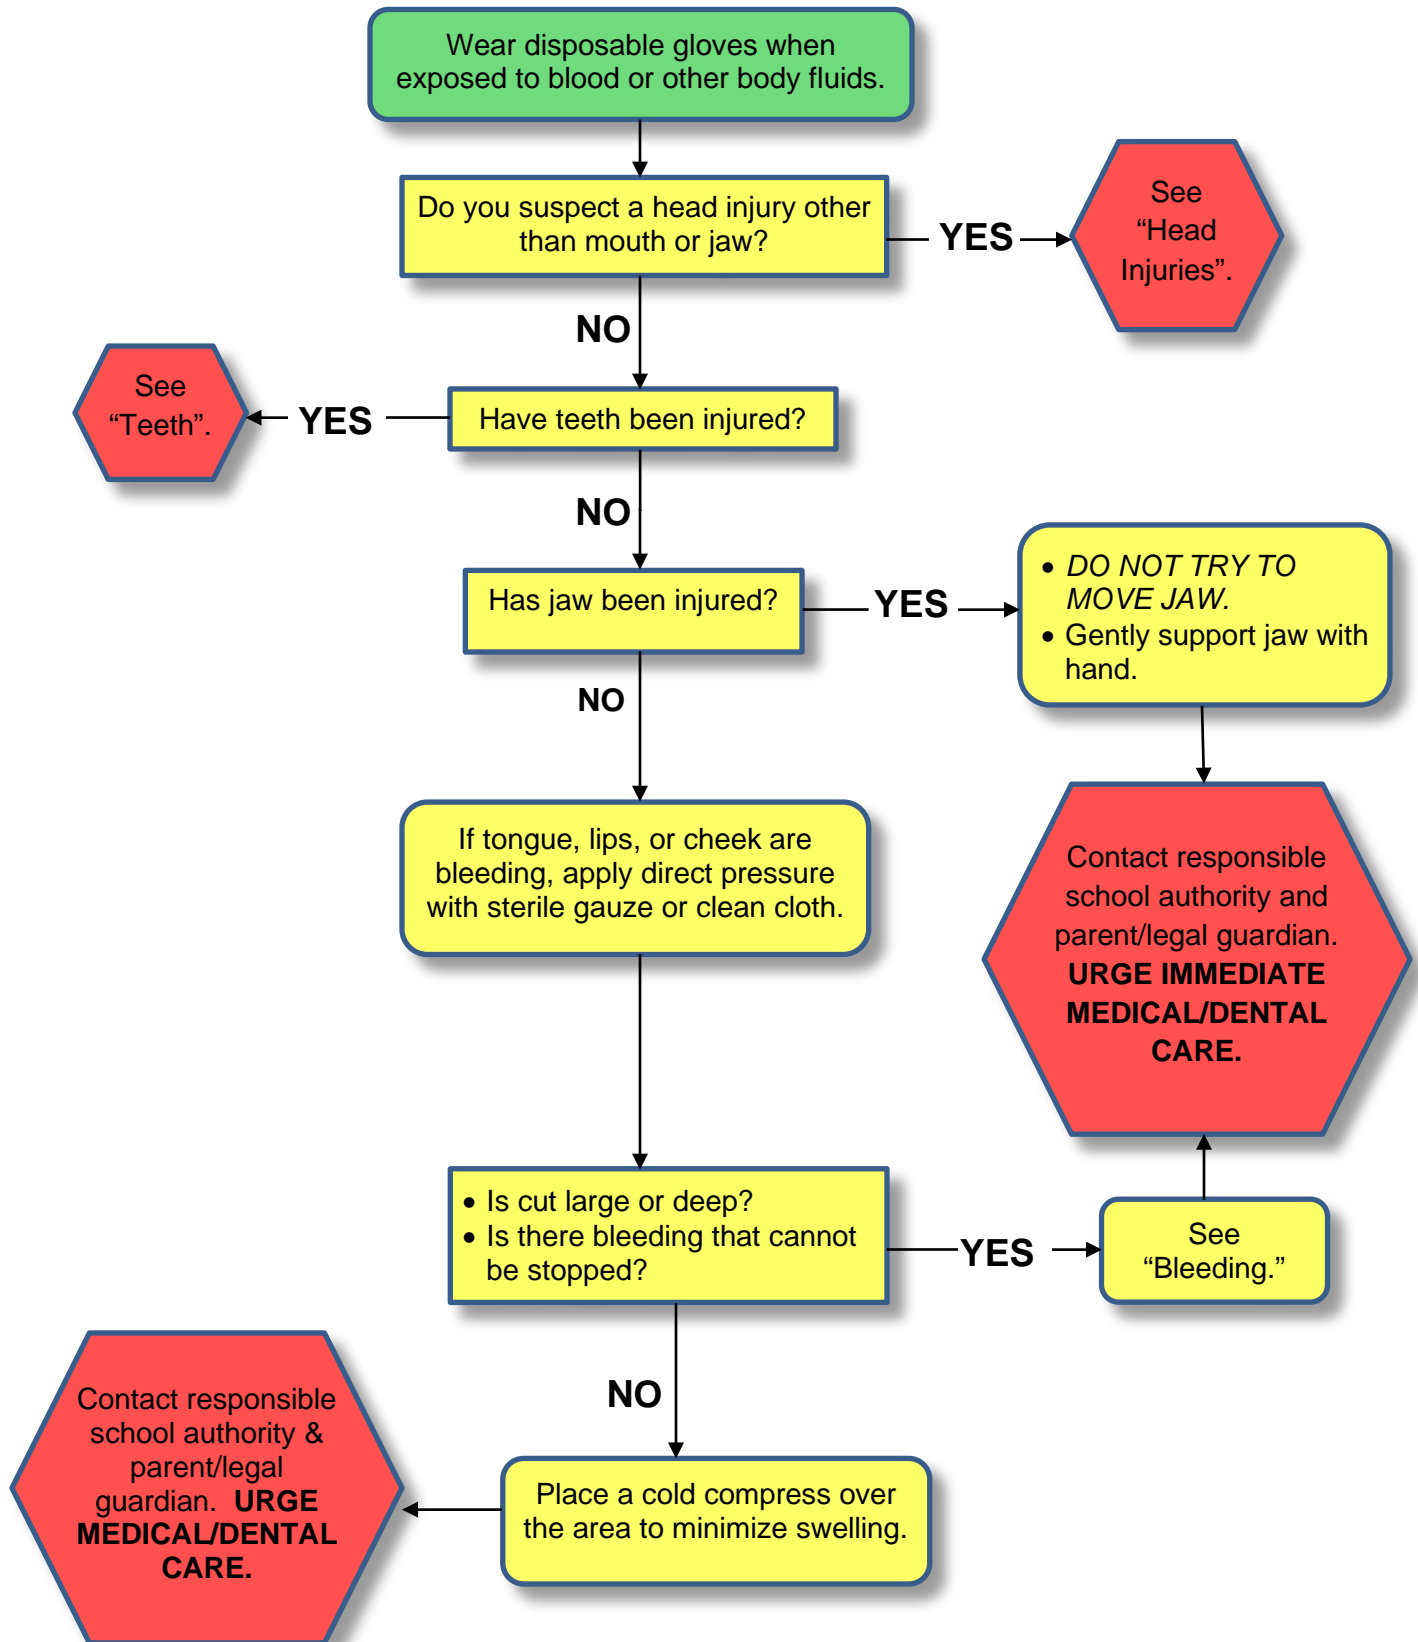 Wear disposable gloves when
exposed to blood or other body fluids.
Do you suspect a head injury other
than mouth or jaw?
YES
See
“Head
Injuries”.
NO
See
“Teeth”.
YES
Have teeth been injured?
NO
Has jaw been injured?
YES
• DO NOT TRY TO
MOVE JAW.
• Gently support jaw with
hand.
NO
If tongue, lips, or cheek are
bleeding, apply direct pressure
with sterile gauze or clean cloth.
Contact responsible
school authority and
parent/legal guardian.
URGE IMMEDIATE
MEDICAL/DENTAL
CARE.
• Is cut large or deep?
• Is there bleeding that cannot
be stopped?
YES
See
“Bleeding.”
NO
Contact responsible
school authority &
parent/legal
guardian.  URGE
MEDICAL/DENTAL
CARE.
Place a cold compress over
the area to minimize swelling.